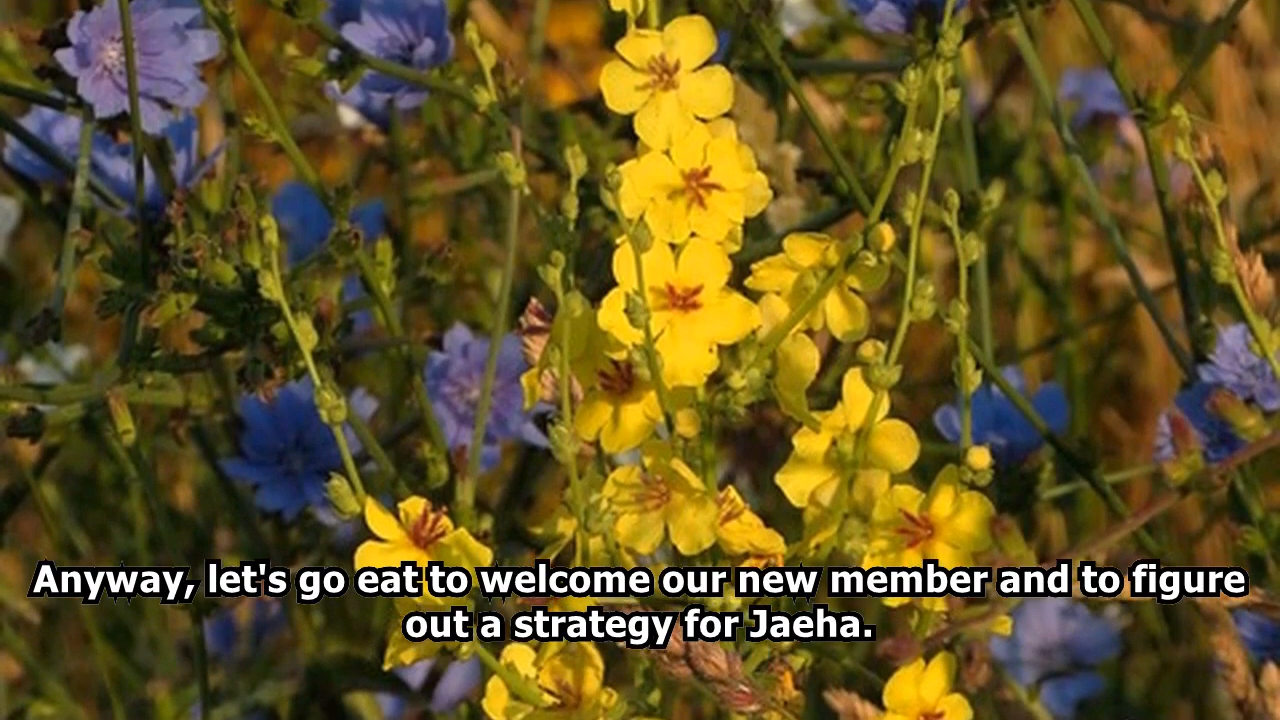 Anyway, let's go eat to welcome our new member and to figure
out a strategy for Jaeha.